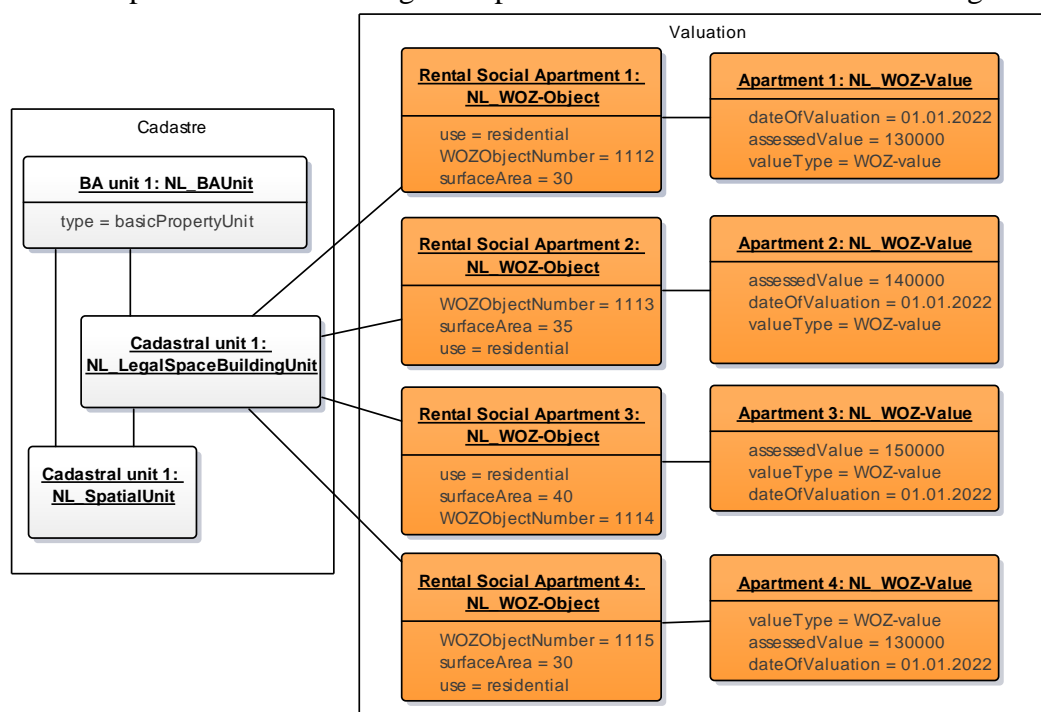 Valuation
Cadastre
BA unit 1: NL_BAUnit
type = basicPropertyUnit
Cadastral unit 1:
NL_LegalSpaceBuildingUnit
Cadastral unit 1:
NL_SpatialUnit
Rental Social Apartment 1:
NL_WOZ-Object
use = residential
WOZObjectNumber = 1112
surfaceArea = 30
Apartment 1: NL_WOZ-Value
dateOfValuation = 01.01.2022
assessedValue = 130000
valueType = WOZ-value
Rental Social Apartment 2:
NL_WOZ-Object
WOZObjectNumber = 1113
surfaceArea = 35
use = residential
Apartment 2: NL_WOZ-Value
assessedValue = 140000
dateOfValuation = 01.01.2022
valueType = WOZ-value
Rental Social Apartment 3:
NL_WOZ-Object
use = residential
surfaceArea = 40
WOZObjectNumber = 1114
Apartment 3: NL_WOZ-Value
assessedValue = 150000
valueType = WOZ-value
dateOfValuation = 01.01.2022
Rental Social Apartment 4:
NL_WOZ-Object
WOZObjectNumber = 1115
surfaceArea = 30
use = residential
Apartment 4: NL_WOZ-Value
valueType = WOZ-value
assessedValue = 130000
dateOfValuation = 01.01.2022